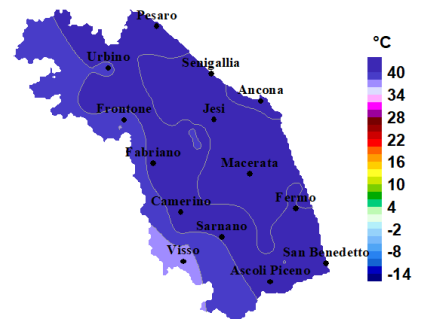 Pesaro
°C
Urbino
Senigallia
40
34
Ancona
Frontone
Jesi
28
22
Fabriano
Macerata
16
10
Camerino
Fermo
4
Sarnano
-2
Visso
San Benedetto
-8
Ascoli Piceno
-14